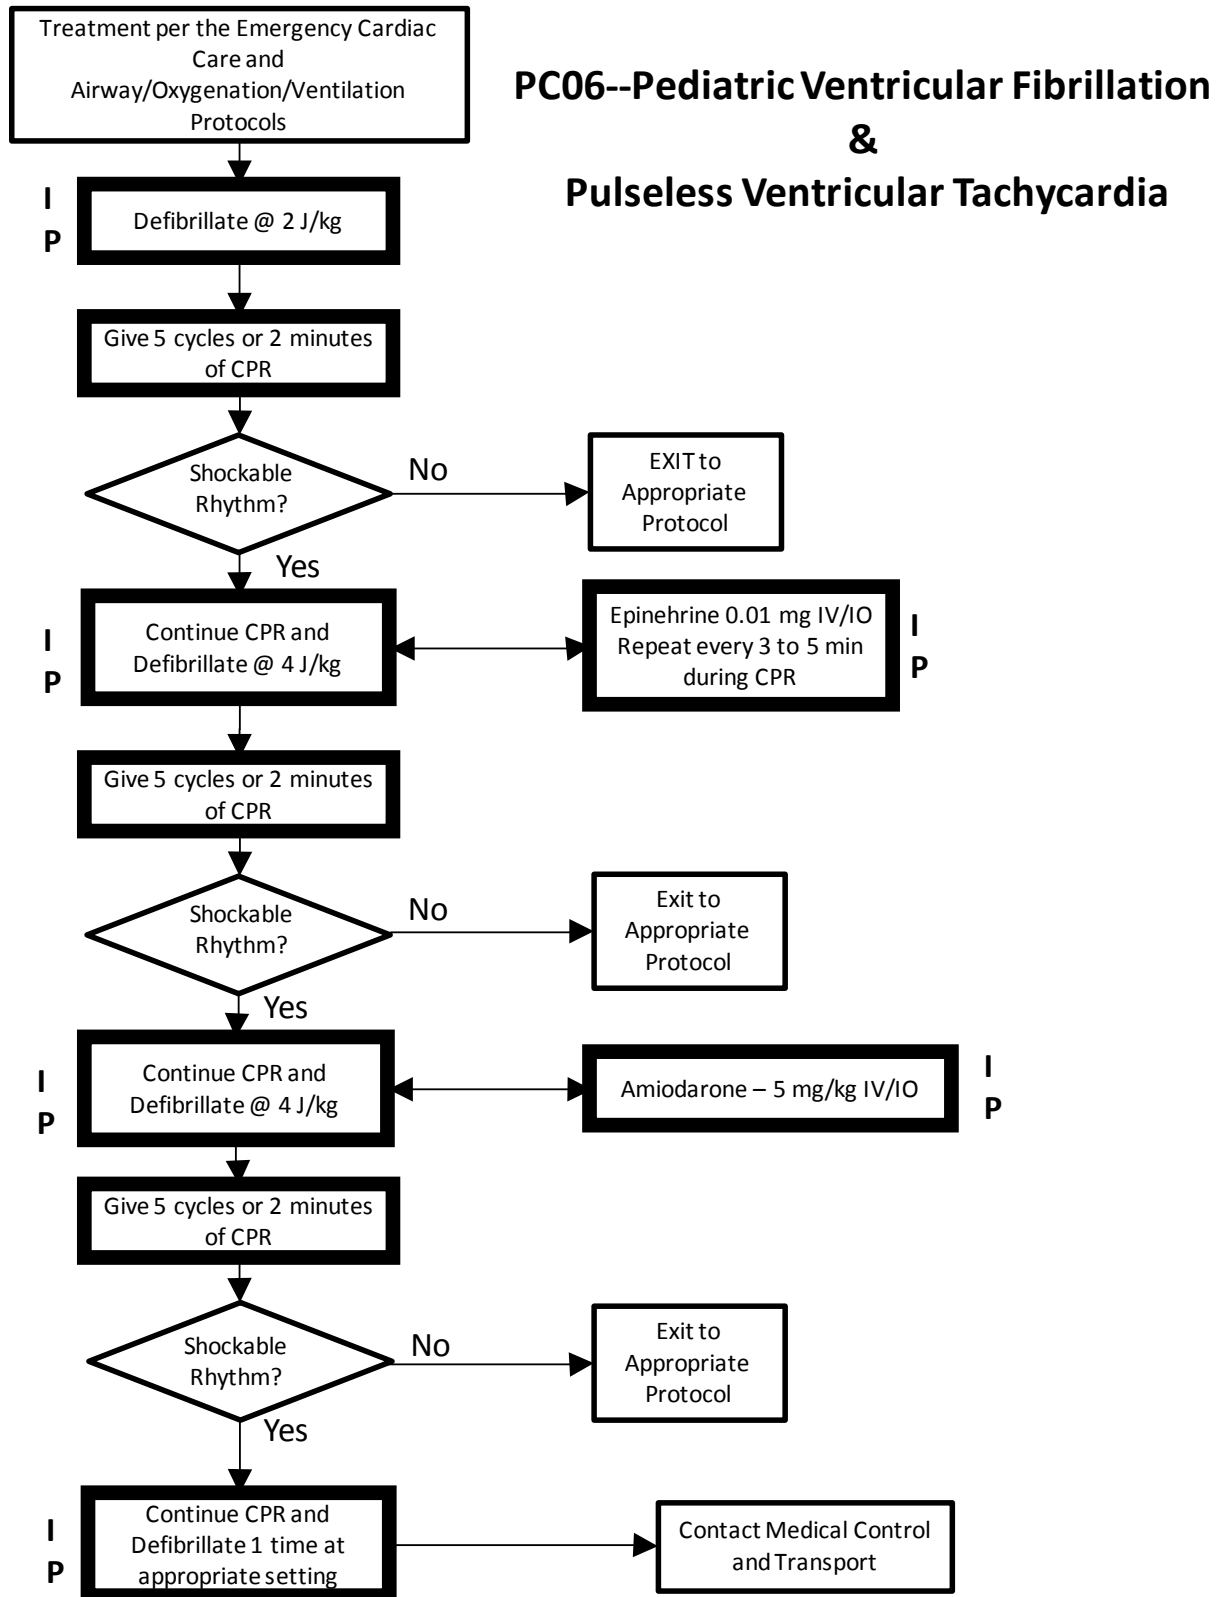 Treatment per the Emergency Cardiac
Care and
Airway/Oxygenation/Ventilation
Protocols
PC06--Pediatric Ventricular Fibrillation
&
Pulseless Ventricular Tachycardia
I
P
Defibrillate @ 2 J/kg
Give 5 cycles or 2 minutes
of CPR
Shockable
Rhythm?
No
EXIT to
Appropriate
Protocol
Yes
I
P
Continue CPR and
Defibrillate @ 4 J/kg
Epinehrine 0.01 mg IV/IO
Repeat every 3 to 5 min
during CPR
I
P
Give 5 cycles or 2 minutes
of CPR
Shockable
Rhythm?
No
Exit to
Appropriate
Protocol
Yes
I
P
Continue CPR and
Defibrillate @ 4 J/kg
Amiodarone – 5 mg/kg IV/IO
I
P
Give 5 cycles or 2 minutes
of CPR
Shockable
Rhythm?
No
Exit to
Appropriate
Protocol
Yes
I
P
Continue CPR and
Defibrillate 1 time at
appropriate setting
Contact Medical Control
and Transport